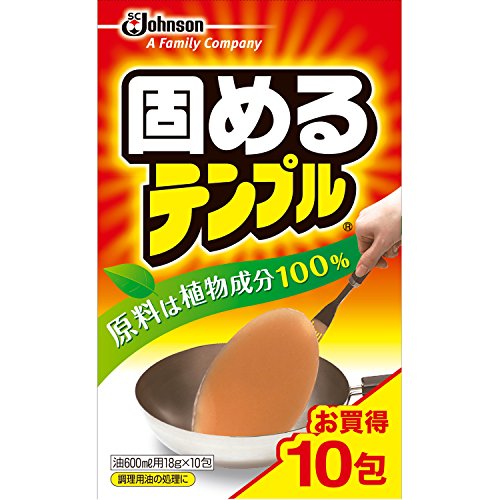 SC Johnson
A Family Company
固める
テンプル®
原料は植物成分100%
お買得
10包
油600mℓ用18g×10包
調理用油の処理に